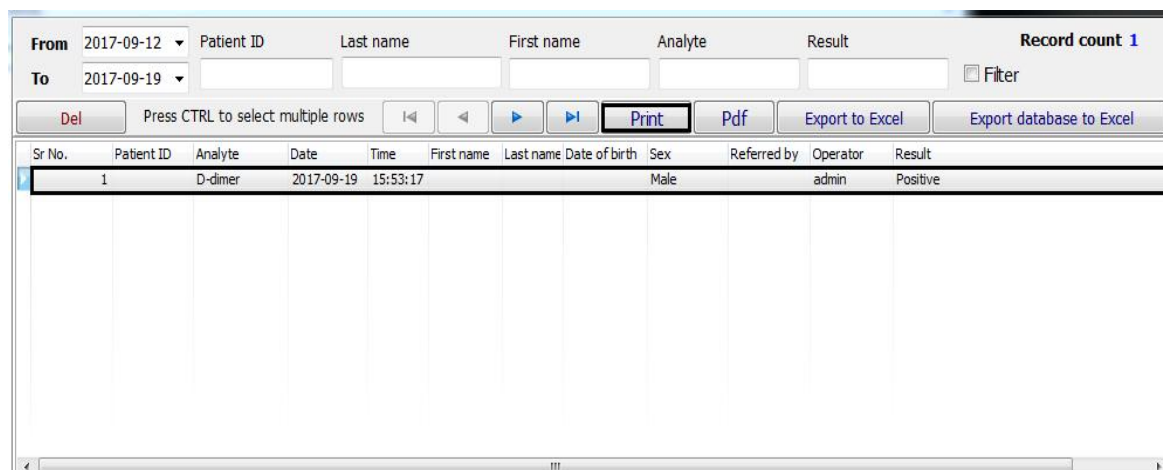 From 2017-09-12 Patient ID Last name First name Analyte Result Record count 1
To 2017-09-19 Filter
Del Press CTRL to select multiple rows Print Pdf Export to Excel Export database to Excel
Sr No. Patient ID Analyte Date Time First name Last name Date of birth Sex Referred by Operator Result
1 D-dimer 2017-09-19 15:53:17 Male admin Positive